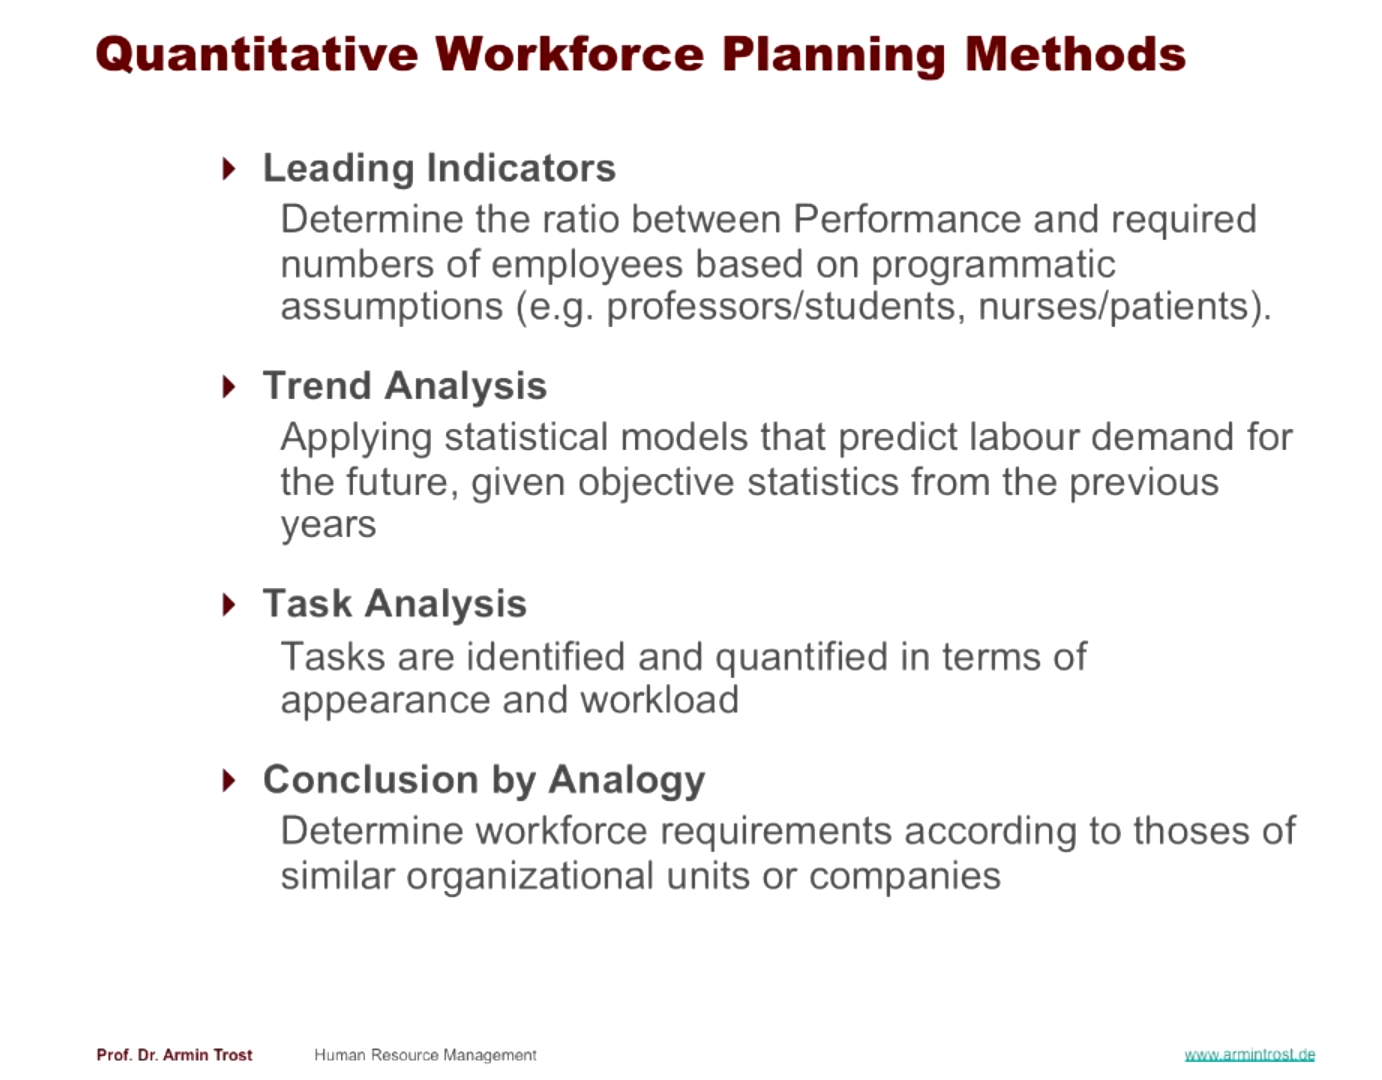 Quantitative Workforce Planning Methods
Leading Indicators
Determine the ratio between Performance and required
numbers of employees based on programmatic
assumptions (e.g. professors/students, nurses/patients).
Trend Analysis
Applying statistical models that predict labour demand for
the future, given objective statistics from the previous
years
Task Analysis
Tasks are identified and quantified in terms of
appearance and workload
Conclusion by Analogy
Determine workforce requirements according to thoses of
similar organizational units or companies
Prof. Dr. Armin Trost Human Resource Management www.armintrost.de